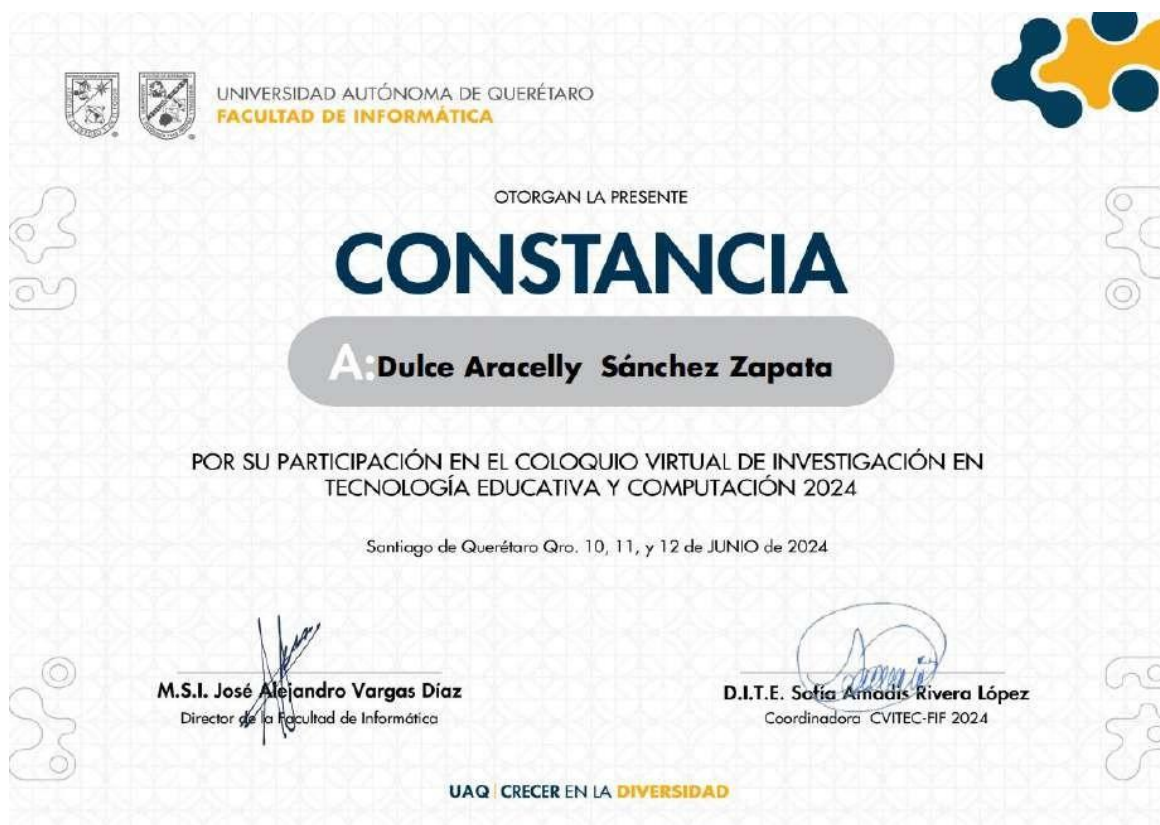 UNIVERSIDAD AUTÓNOMA DE QUERÉTARO
FACULTAD DE INFORMÁTICA
OTORGAN LA PRESENTE
CONSTANCIA
A: Dulce Aracelly Sánchez Zapata
POR SU PARTICIPACIÓN EN EL COLOQUIO VIRTUAL DE INVESTIGACIÓN EN
TECNOLOGÍA EDUCATIVA Y COMPUTACIÓN 2024
Santiago de Querétaro Qro. 10, 11, y 12 de JUNIO de 2024
M.S.I. José Alejandro Vargas Díaz
Director de la Facultad de Informática
D.I.T.E. Sofía Amadis Rivera López
Coordinadora CVITEC-FIF 2024
UAQ | CRECER EN LA DIVERSIDAD